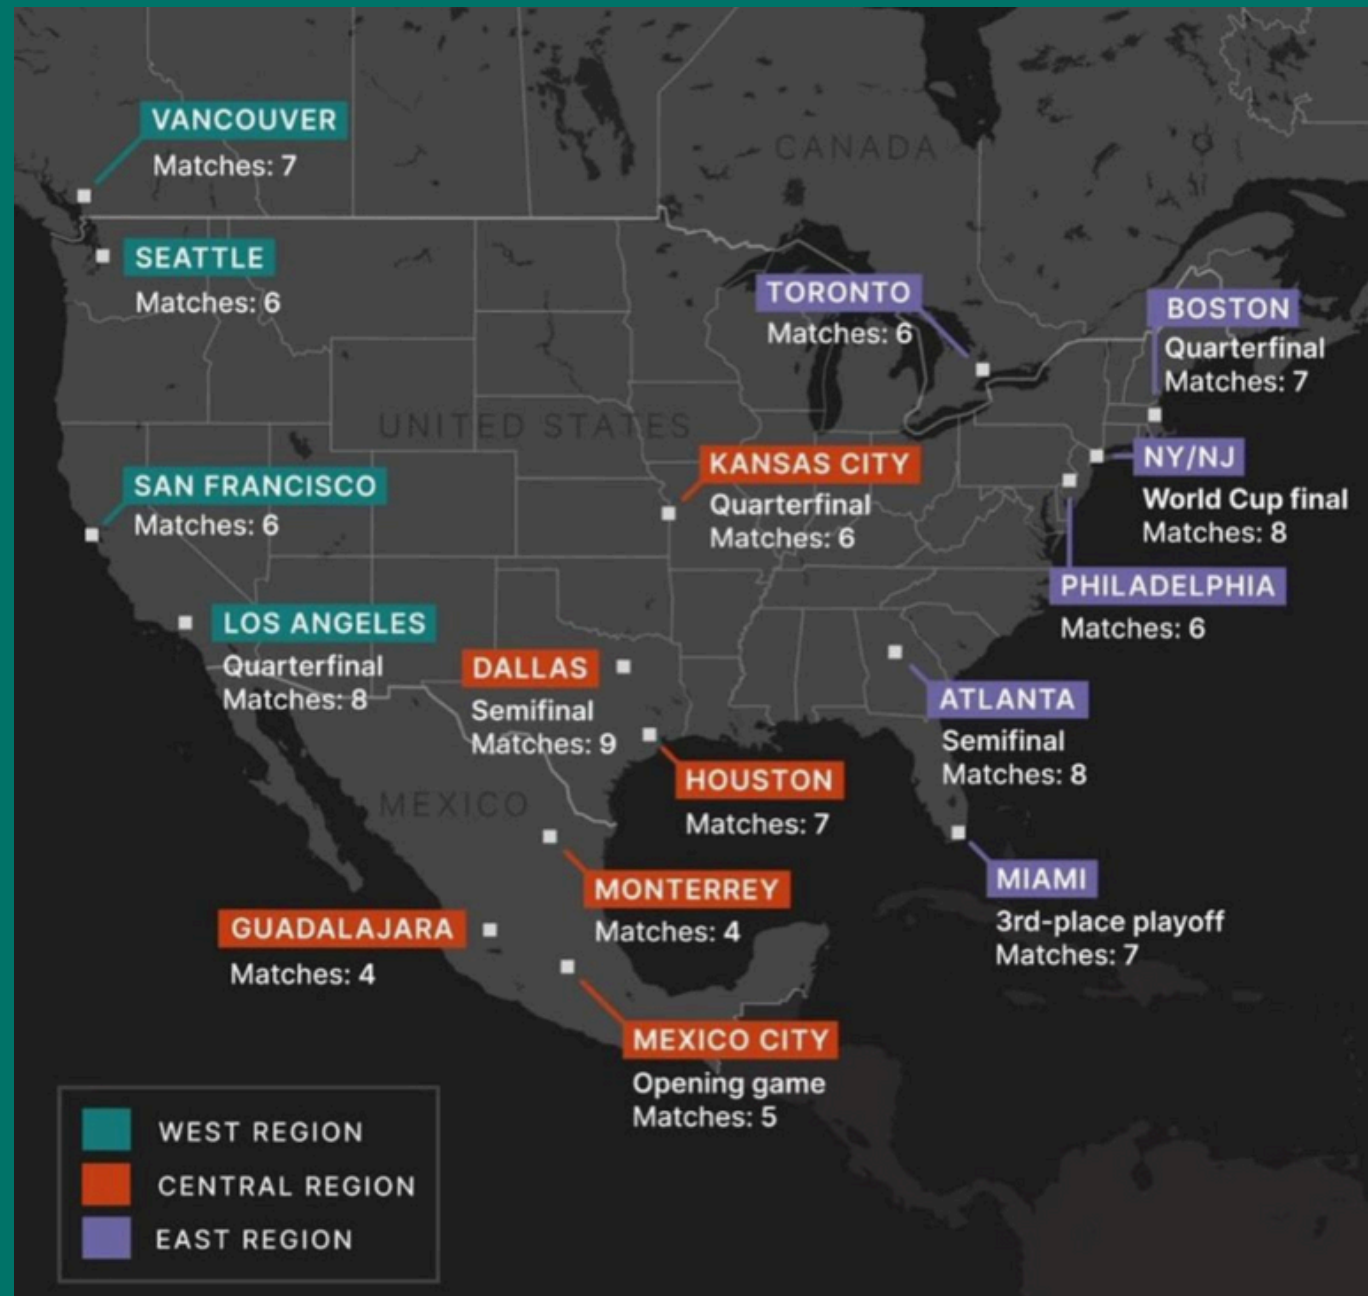 VANCOUVER
Matches: 7
CANADA
SEATTLE
Matches: 6
TORONTO
Matches: 6
BOSTON
Quarterfinal
Matches: 7
UNITED STATES
KANSAS CITY
Quarterfinal
Matches: 6
NY/NJ
World Cup final
Matches: 8
SAN FRANCISCO
Matches: 6
PHILADELPHIA
Matches: 6
LOS ANGELES
Quarterfinal
Matches: 8
DALLAS
Semifinal
Matches: 9
ATLANTA
Semifinal
Matches: 8
HOUSTON
Matches: 7
MEXICO
MONTERREY
Matches: 4
MIAMI
3rd-place playoff
Matches: 7
GUADALAJARA
Matches: 4
MEXICO CITY
Opening game
Matches: 5
WEST REGION
CENTRAL REGION
EAST REGION